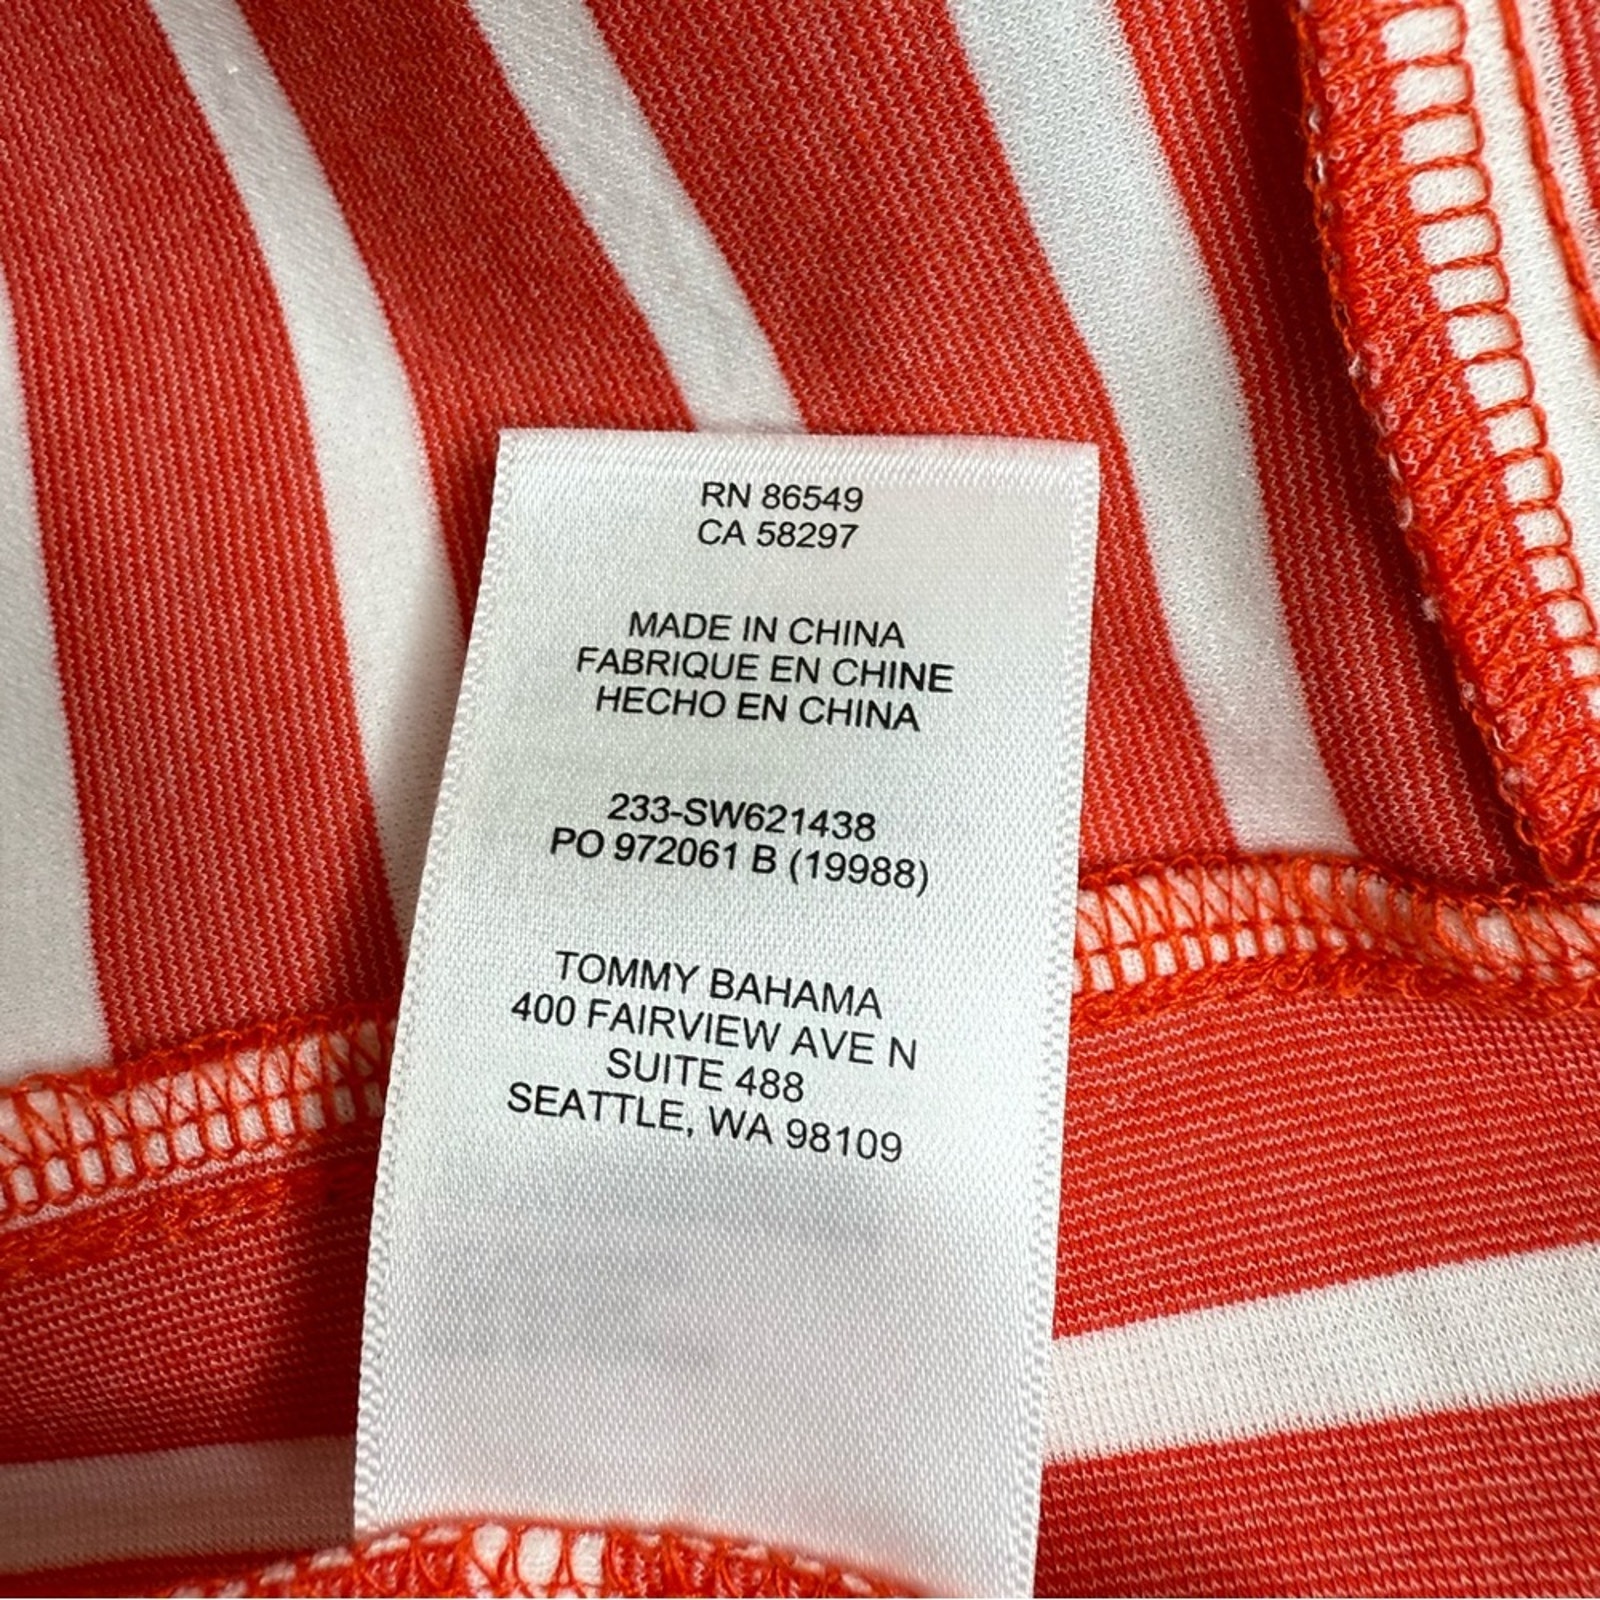 RN 86549
CA 58297
MADE IN CHINA
FABRIQUE EN CHINE
HECHO EN CHINA
233-SW621438
PO 972061 B (19988)
TOMMY BAHAMA
400 FAIRVIEW AVE N
SUITE 488
SEATTLE, WA 98109